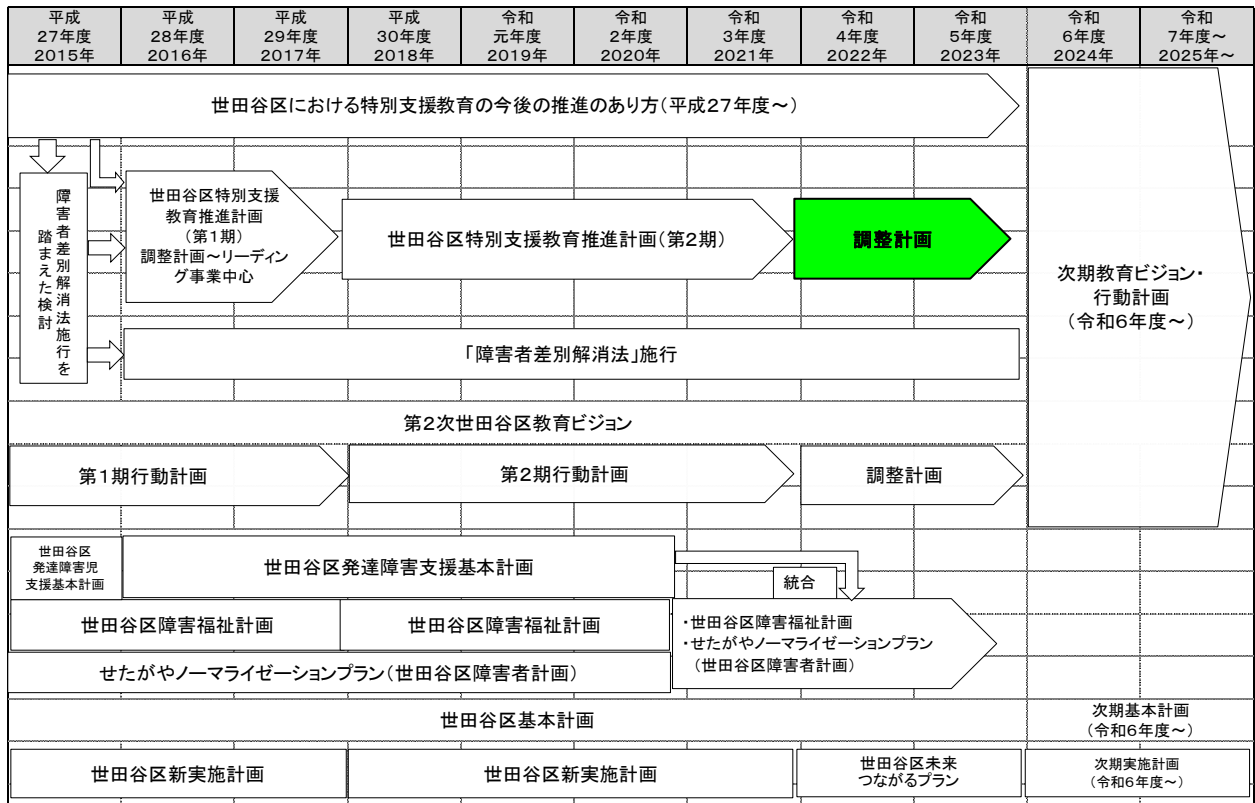 平成
27年度
2015年
平成
28年度
2016年
平成
29年度
2017年
平成
30年度
2018年
令和
元年度
2019年
令和
2年度
2020年
令和
3年度
2021年
令和
4年度
2022年
令和
5年度
2023年
令和
6年度
2024年
令和
7年度～
2025年～
世田谷区における特別支援教育の今後の推進のあり方(平成27年度～)
障害者差別解消法施行を
踏まえた検討
世田谷区特別支援
教育推進計画
(第1期)
調整計画～リーディン
グ事業中心
世田谷区特別支援教育推進計画(第2期)
調整計画
次期教育ビジョン・
行動計画
(令和6年度～)
「障害者差別解消法」施行
第2次世田谷区教育ビジョン
第1期行動計画
第2期行動計画
調整計画
世田谷区
発達障害児
支援基本計画
世田谷区発達障害支援基本計画
統合
世田谷区障害福祉計画
世田谷区障害福祉計画
・世田谷区障害福祉計画
・せたがやノーマライゼーションプラン
(世田谷区障害者計画)
せたがやノーマライゼーションプラン(世田谷区障害者計画)
世田谷区基本計画
次期基本計画
(令和6年度～)
世田谷区新実施計画
世田谷区新実施計画
世田谷区未来
つながるプラン
次期実施計画
(令和6年度～)